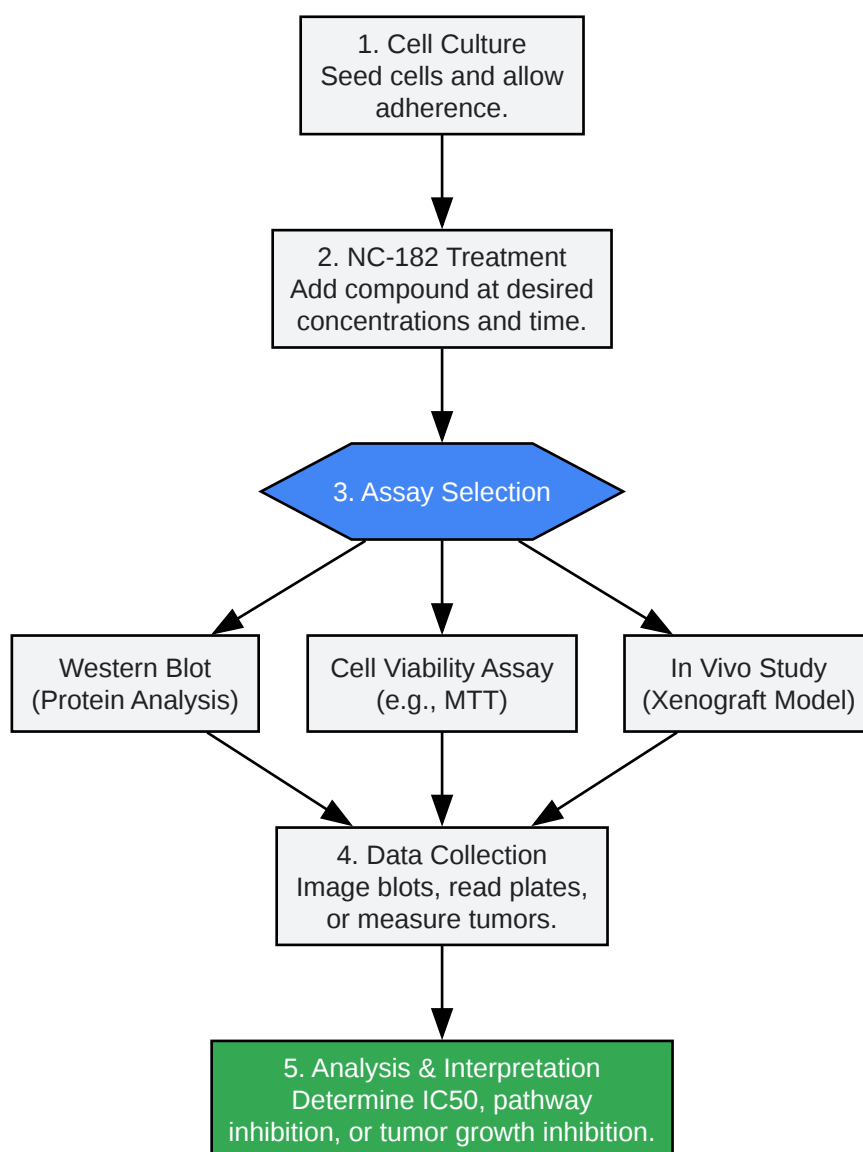 1. Cell Culture
Seed cells and allow
adherence.
2. NC-182 Treatment
Add compound at desired
concentrations and time.
3. Assay Selection
Western Blot
(Protein Analysis)
Cell Viability Assay
(e.g., MTT)
In Vivo Study
(Xenograft Model)
4. Data Collection
Image blots, read plates,
or measure tumors.
5. Analysis & Interpretation
Determine IC50, pathway
inhibition, or tumor growth inhibition.